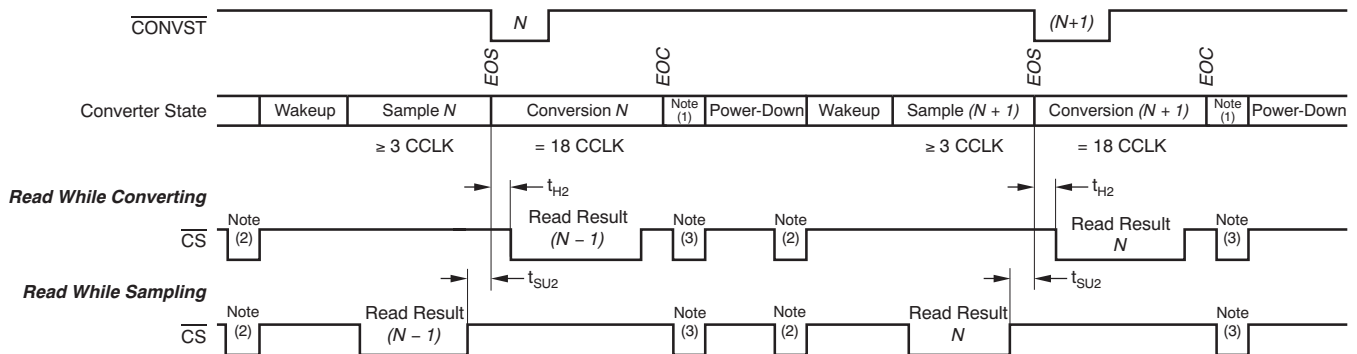 CONVST N (N+1)
EOS EOC EOS EOC
Converter State Wakeup Sample N Conversion N Note (1) Power-Down Wakeup Sample (N + 1) Conversion (N + 1) Note (1) Power-Down
≥ 3 CCLK = 18 CCLK ≥ 3 CCLK = 18 CCLK
tH2 tH2
Read While Converting
CS Note (2) Read Result (N − 1) Note (3) Note (2) Read Result N Note (3)
tSU2 tSU2
Read While Sampling
CS Note (2) Read Result (N − 1) Note (3) Note (2) Read Result N Note (3)